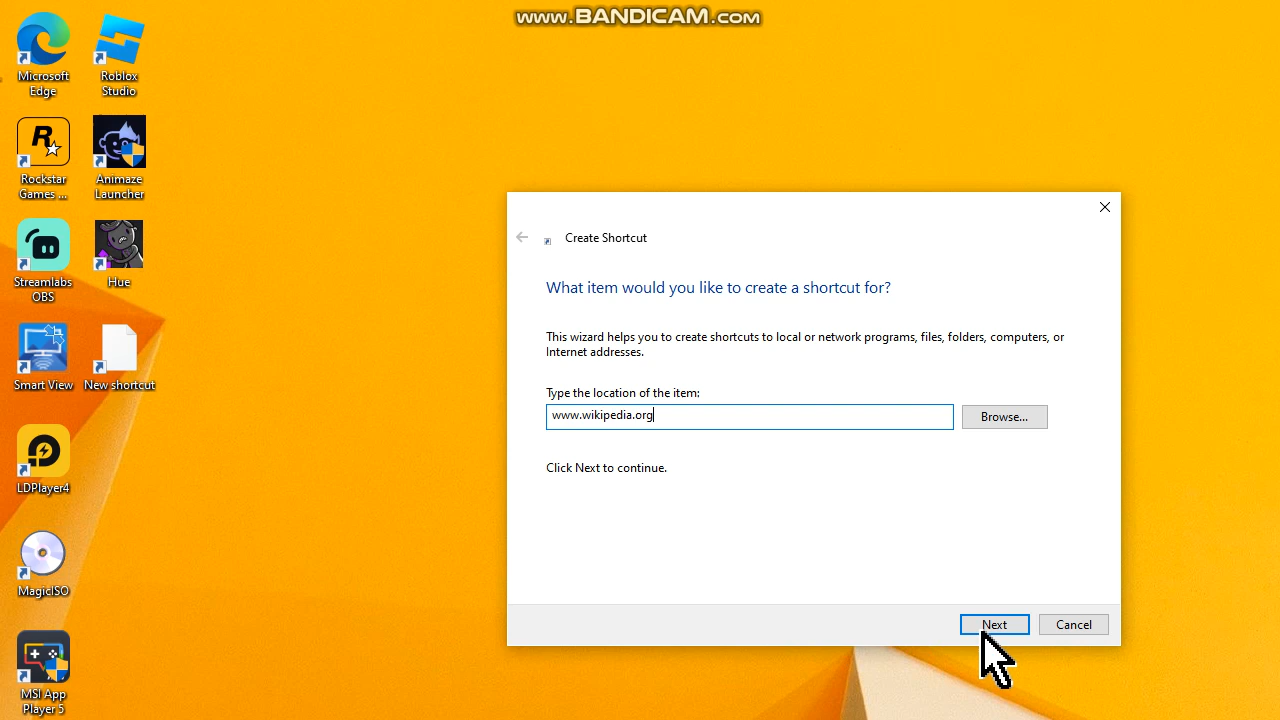 www.BANDICAM.com
Microsoft
Edge
Roblox
Studio
Rockstar
Games ...
Animaze
Launcher
Streamlabs
OBS
Hue
Smart View
New shortcut
LDPlayer4
MagicISO
MSI App
Player 5
Create Shortcut
What item would you like to create a shortcut for?
This wizard helps you to create shortcuts to local or network programs, files, folders, computers, or
Internet addresses.
Type the location of the item:
www.wikipedia.org
Browse...
Click Next to continue.
Next
Cancel